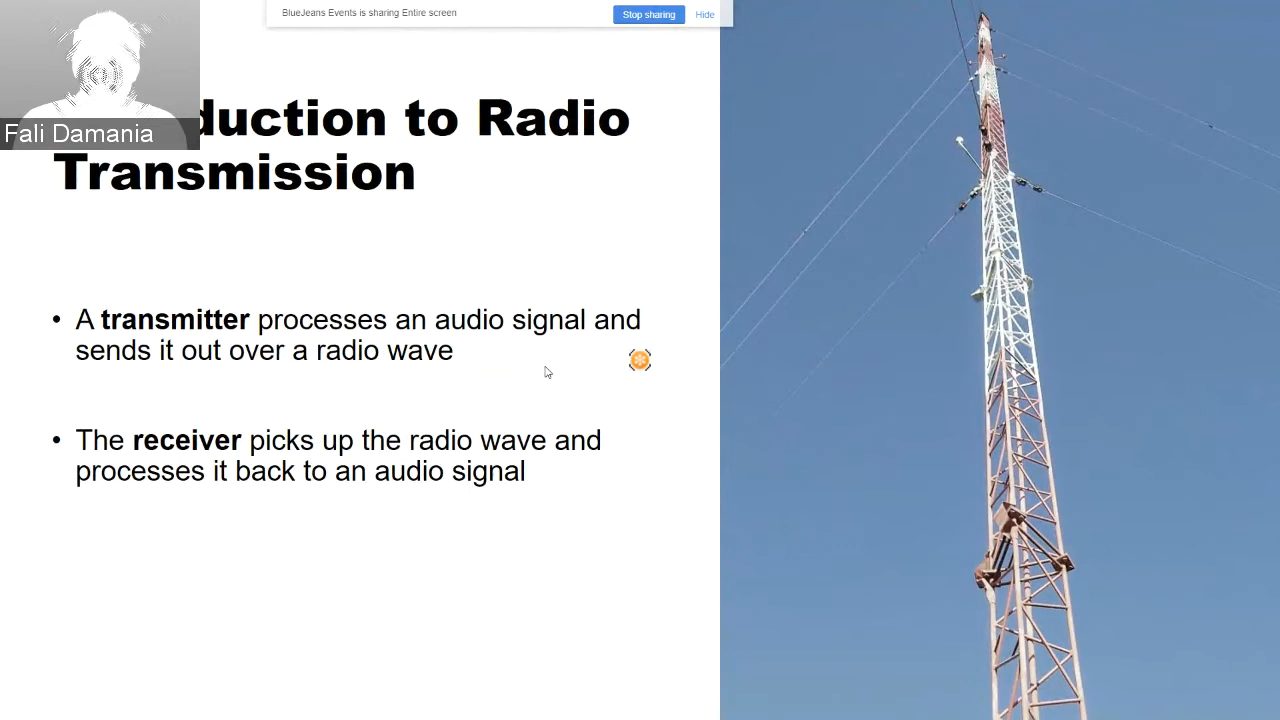 BlueJeans Events is sharing Entire screen
Stop sharing
Hide
Fali Damania
duction to Radio
Transmission
• A transmitter processes an audio signal and
sends it out over a radio wave
• The receiver picks up the radio wave and
processes it back to an audio signal